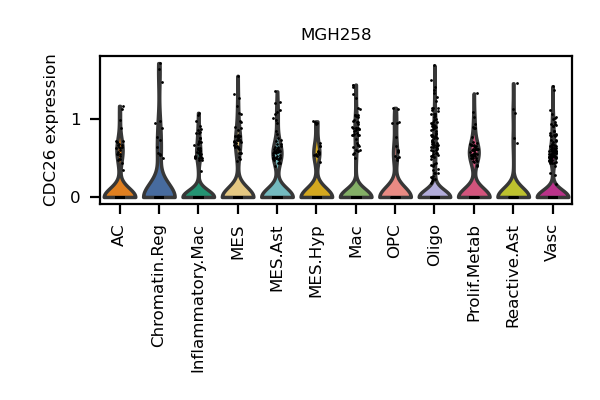 MGH258
CDC26 expression
1
0
AC
Chromatin.Reg
Inflammatory.Mac
MES
MES.Ast
MES.Hyp
Mac
OPC
Oligo
Prolif.Metab
Reactive.Ast
Vasc